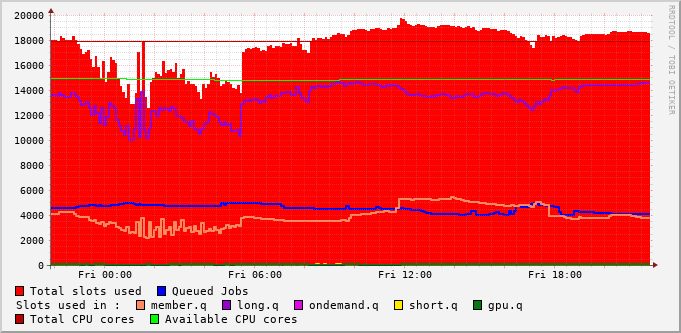 20000
18000
16000
14000
12000
10000
8000
6000
4000
2000
0
Fri 00:00 Fri 06:00 Fri 12:00 Fri 18:00
RRDTOOL / TOBI OETIKER
Total slots used Queued Jobs
Slots used in : member.q long.q ondemand.q short.q gpu.q
Total CPU cores Available CPU cores